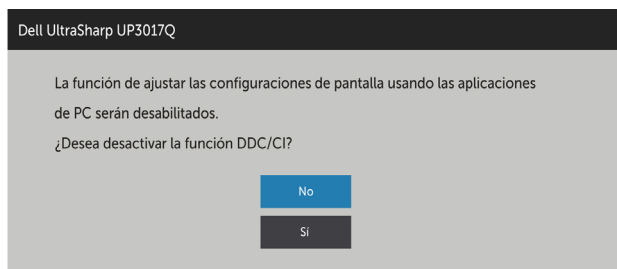 Dell UltraSharp UP3017Q
La función de ajustar las configuraciones de pantalla usando las aplicaciones
de PC serán desabilitados.
¿Desea desactivar la función DDC/CI?
No
Sí